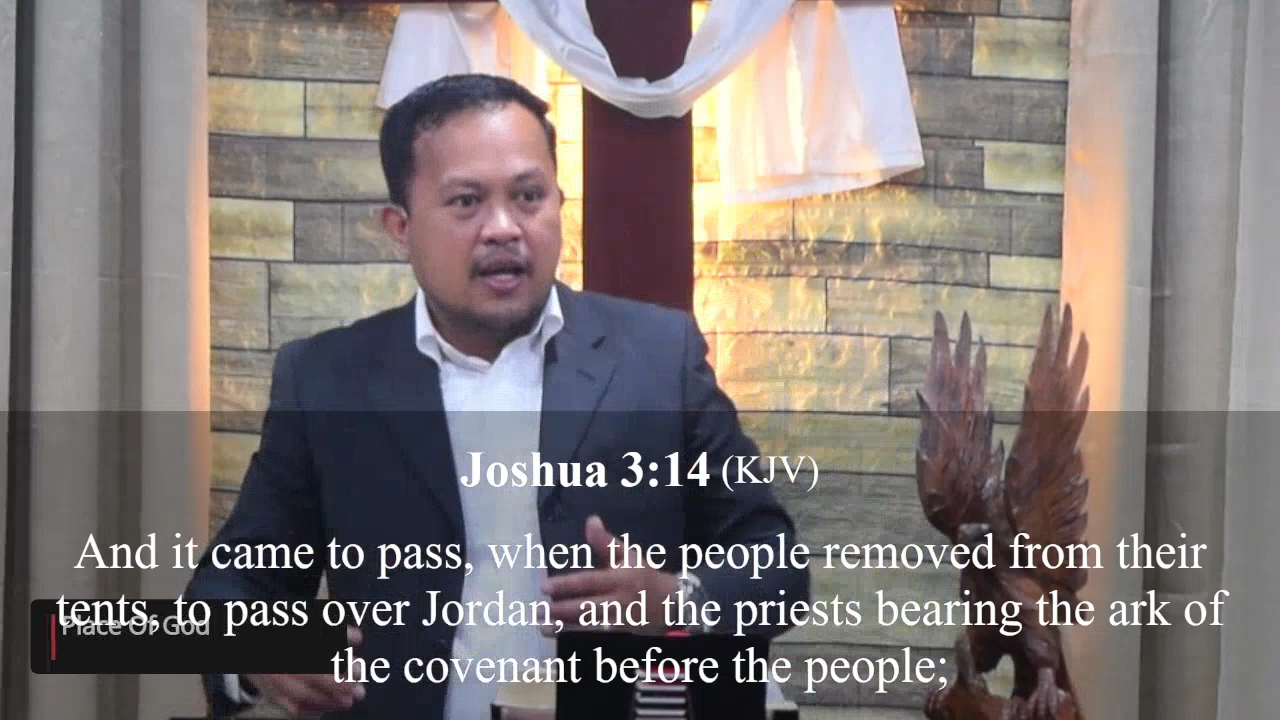 Joshua 3:14 (KJV)
And it came to pass, when the people removed from their
tents, to pass over Jordan, and the priests bearing the ark of
Place Of God
the covenant before the people;